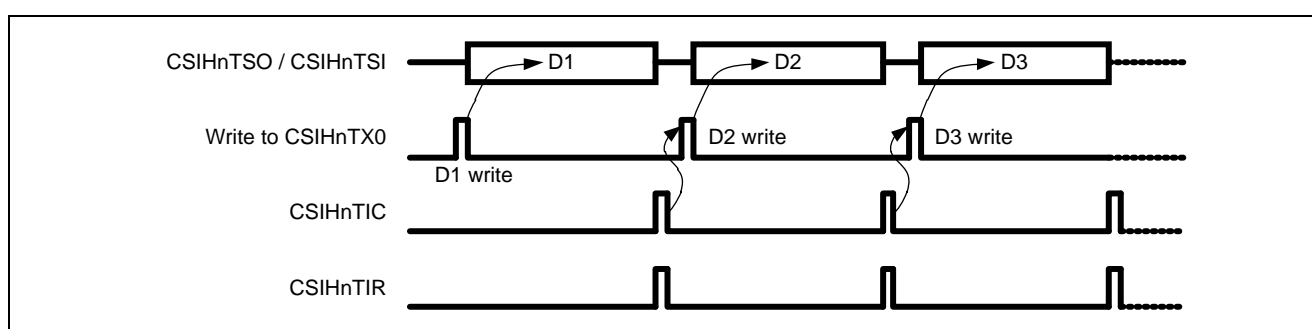 CSIHnTSO / CSIHnTSI
D1
D2
D3
Write to CSIHnTX0
D1 write
D2 write
D3 write
CSIHnTIC
CSIHnTIR